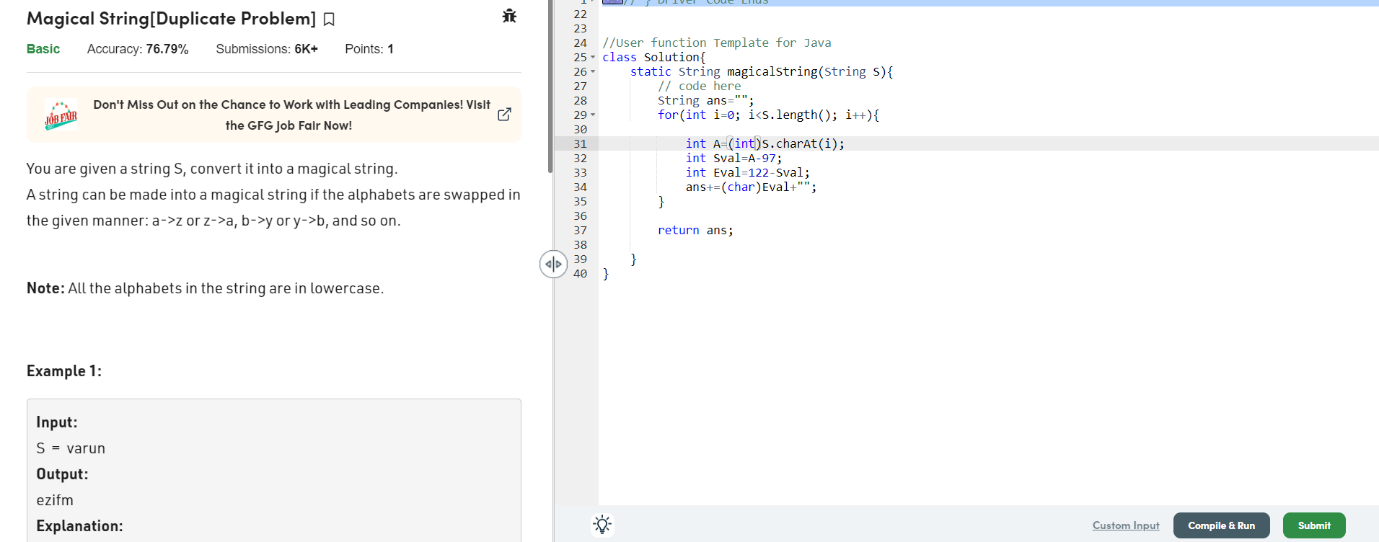 Magical String[Duplicate Problem]
Basic Accuracy: 76.79% Submissions: 6K+ Points: 1
JOB FAIR
Don't Miss Out on the Chance to Work with Leading Companies! Visit
the GFG Job Fair Now!
You are given a string S, convert it into a magical string.
A string can be made into a magical string if the alphabets are swapped in
the given manner: a->z or z->a, b->y or y->b, and so on.
Note: All the alphabets in the string are in lowercase.
Example 1:
Input:
S = varun
Output:
ezifm
Explanation:
1 // } Driver Code Ends
22
23
24 //User function Template for Java
25 class Solution{
26 static String magicalString(String S){
27 // code here
28 String ans="";
29 for(int i=0; i<S.length(); i++){
30
31 int A=(int)S.charAt(i);
32 int Sval=A-97;
33 int Eval=122-Sval;
34 ans+=(char)Eval+"";
35 }
36
37 return ans;
38
39 }
40 }
Custom Input Compile & Run Submit